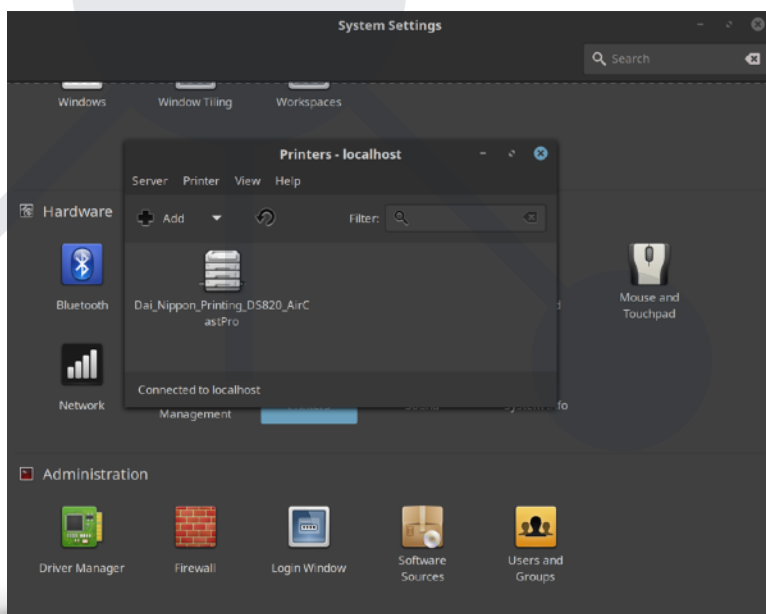 System Settings
Search
Windows
Window Tiling
Workspaces
Printers - localhost
Server Printer View Help
Hardware
Add
Filter:
Bluetooth
Dai_Nippon_Printing_DS820_AirC
astPro
Mouse and
Touchpad
Connected to localhost
Network
Management
Administration
Driver Manager
Firewall
Login Window
Software
Sources
Users and
Groups